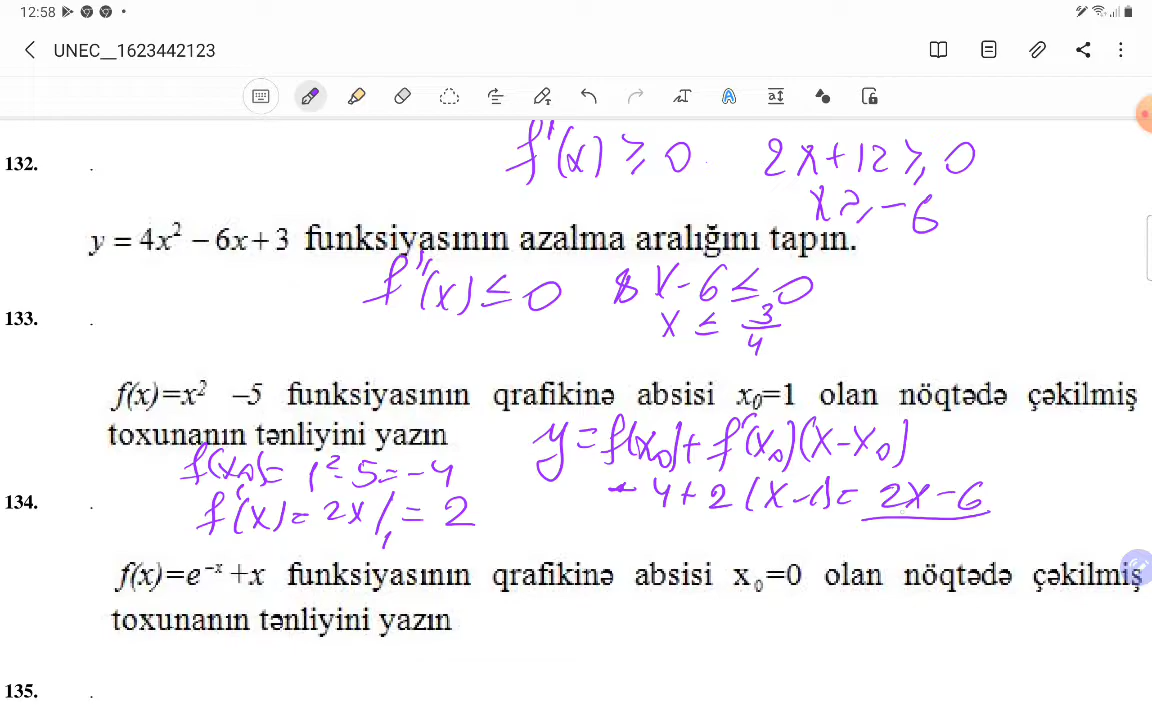 12:58
UNEC__1623442123
f'(x) ≥ 0. 2x+12 ≥ 0
132. .
x ≥ -6
y = 4x² − 6x+3 funksiyasının azalma aralığını tapın.
f'(x) ≤ 0 8x-6 ≤ 0
133. .
x ≤ 3/4
f(x)=x² –5 funksiyasının qrafikinə absisi x₀=1 olan nöqtədə çəkilmiş
toxunanın tənliyini yazın
y = f(x₀)+ f'(x₀)(x-x₀)
f(x₀)= 1²-5=-4
-4+2(x-1)= 2x-6
134. .
f'(x)= 2x/₁ = 2
f(x)=e⁻ˣ +x funksiyasının qrafikinə absisi x₀=0 olan nöqtədə çəkilmiş
toxunanın tənliyini yazın
135. .